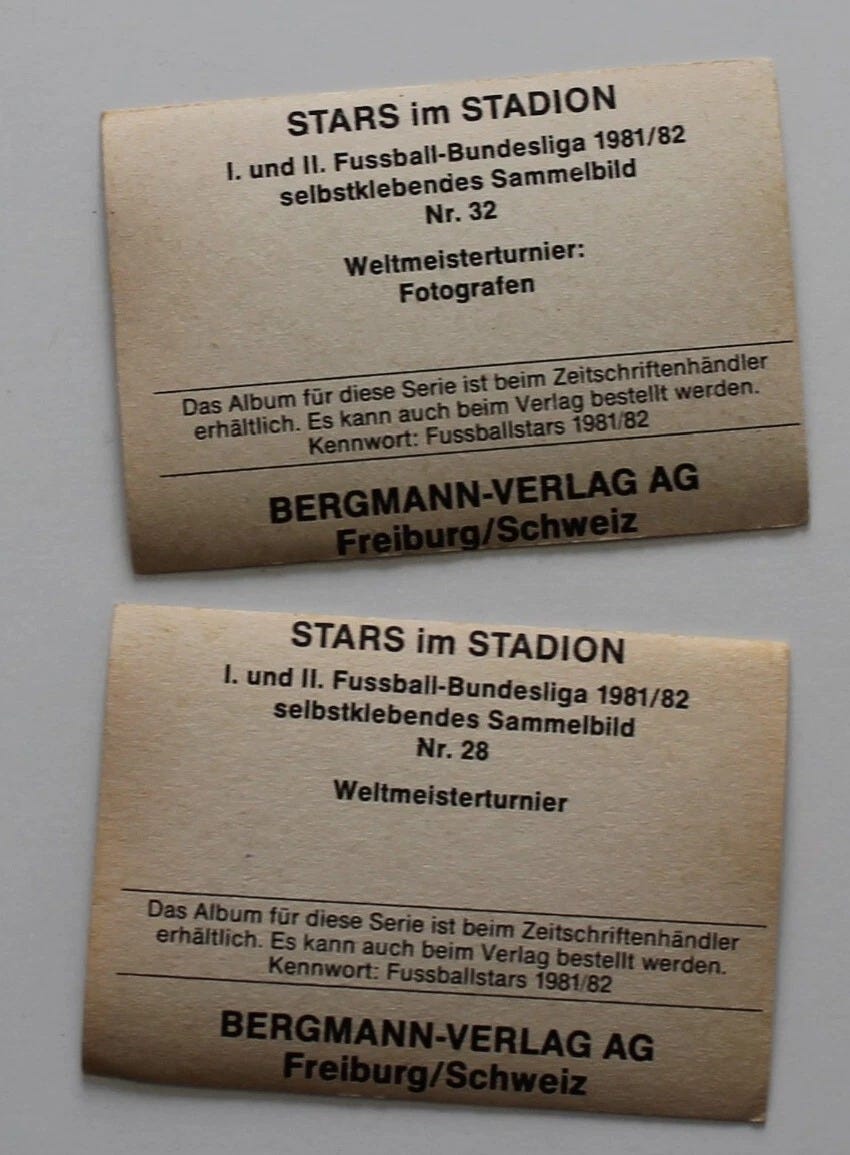 STARS im STADION
I. und II. Fussball-Bundesliga 1981/82
selbstklebendes Sammelbild
Nr. 32
Weltmeisterturnier:
Fotografen
Das Album für diese Serie ist beim Zeitschriftenhändler
erhältlich. Es kann auch beim Verlag bestellt werden.
Kennwort: Fussballstars 1981/82
BERGMANN-VERLAG AG
Freiburg/Schweiz
STARS im STADION
I. und II. Fussball-Bundesliga 1981/82
selbstklebendes Sammelbild
Nr. 28
Weltmeisterturnier
Das Album für diese Serie ist beim Zeitschriftenhändler
erhältlich. Es kann auch beim Verlag bestellt werden.
Kennwort: Fussballstars 1981/82
BERGMANN-VERLAG AG
Freiburg/Schweiz